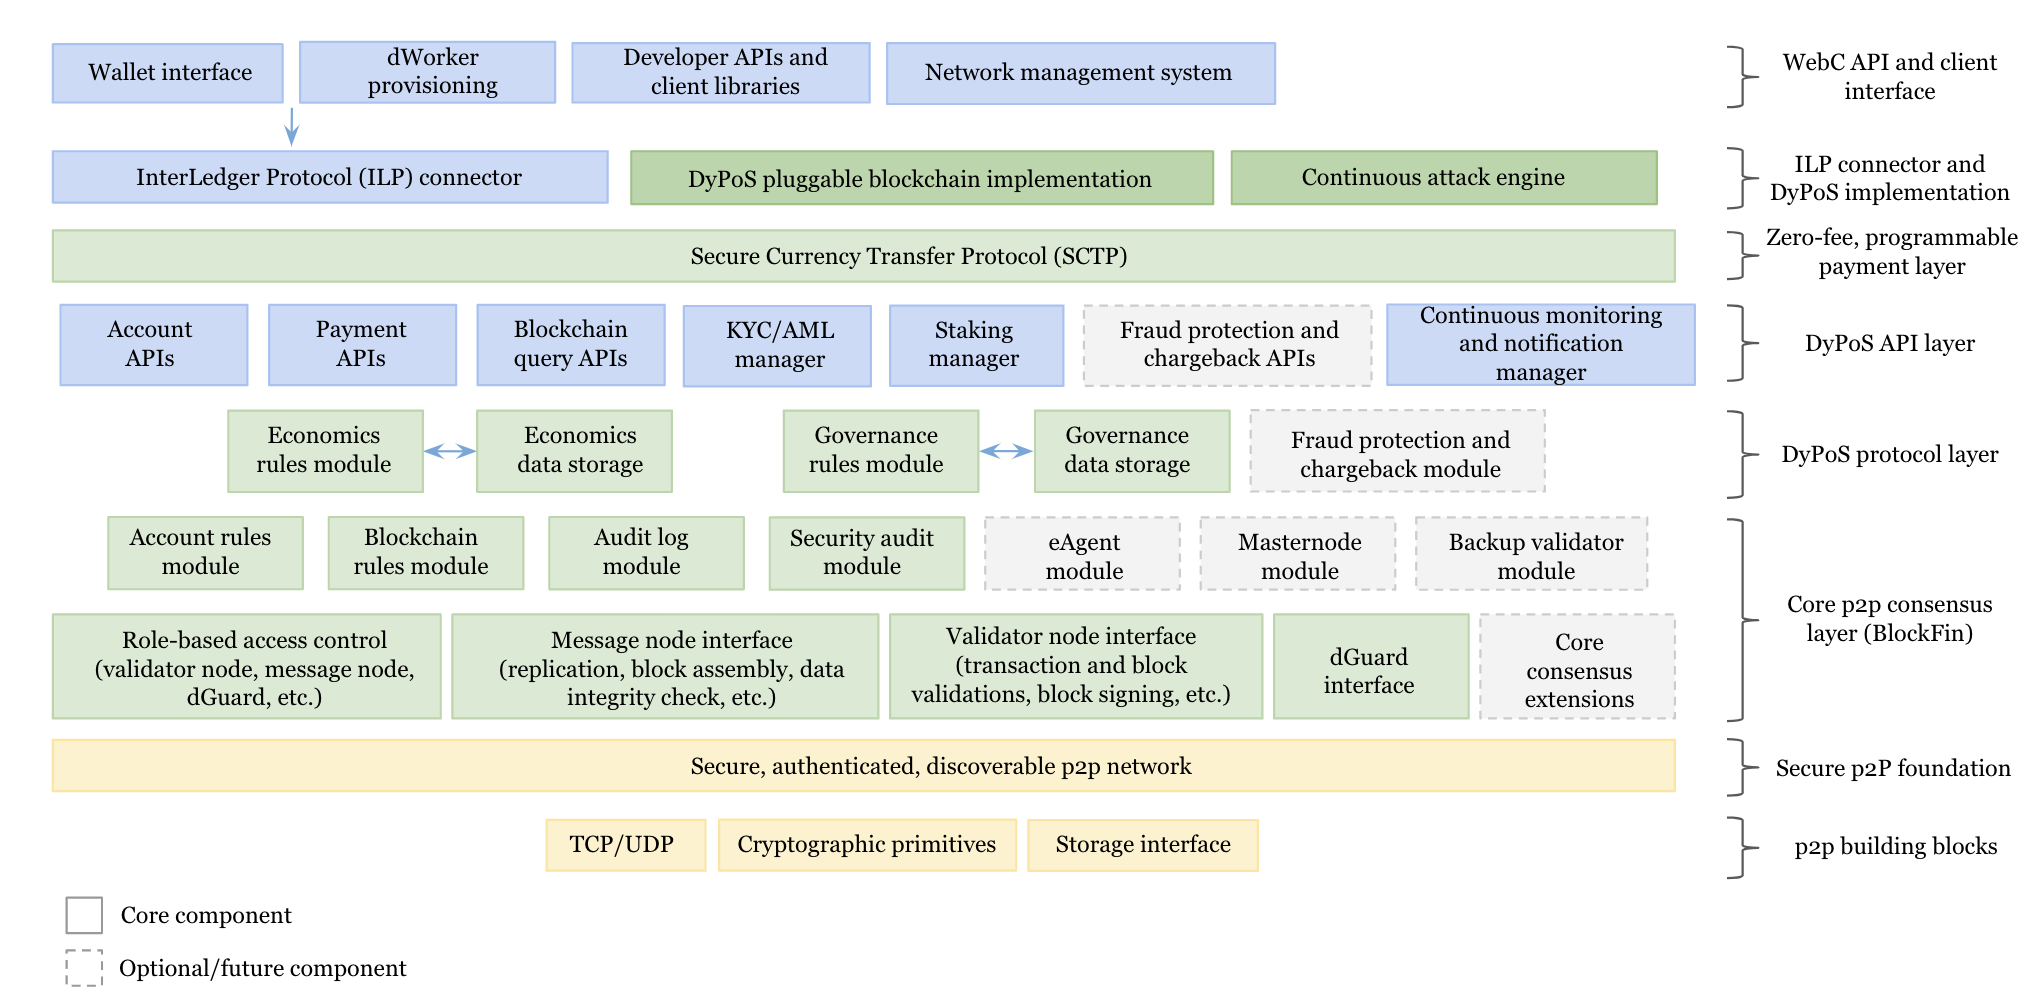 Wallet interface
dWorker
provisioning
Developer APIs and
client libraries
Network management system
WebC API and client
interface
InterLedger Protocol (ILP) connector
DyPoS pluggable blockchain implementation
Continuous attack engine
ILP connector and
DyPoS implementation
Secure Currency Transfer Protocol (SCTP)
Zero-fee, programmable
payment layer
Account
APIs
Payment
APIs
Blockchain
query APIs
KYC/AML
manager
Staking
manager
Fraud protection and
chargeback APIs
Continuous monitoring
and notification
manager
DyPoS API layer
Economics
rules module
Economics
data storage
Governance
rules module
Governance
data storage
Fraud protection and
chargeback module
DyPoS protocol layer
Account rules
module
Blockchain
rules module
Audit log
module
Security audit
module
eAgent
module
Masternode
module
Backup validator
module
Role-based access control
(validator node, message node,
dGuard, etc.)
Message node interface
(replication, block assembly, data
integrity check, etc.)
Validator node interface
(transaction and block
validations, block signing, etc.)
dGuard
interface
Core
consensus
extensions
Core p2p consensus
layer (BlockFin)
Secure, authenticated, discoverable p2p network
Secure p2P foundation
TCP/UDP
Cryptographic primitives
Storage interface
p2p building blocks
Core component
Optional/future component